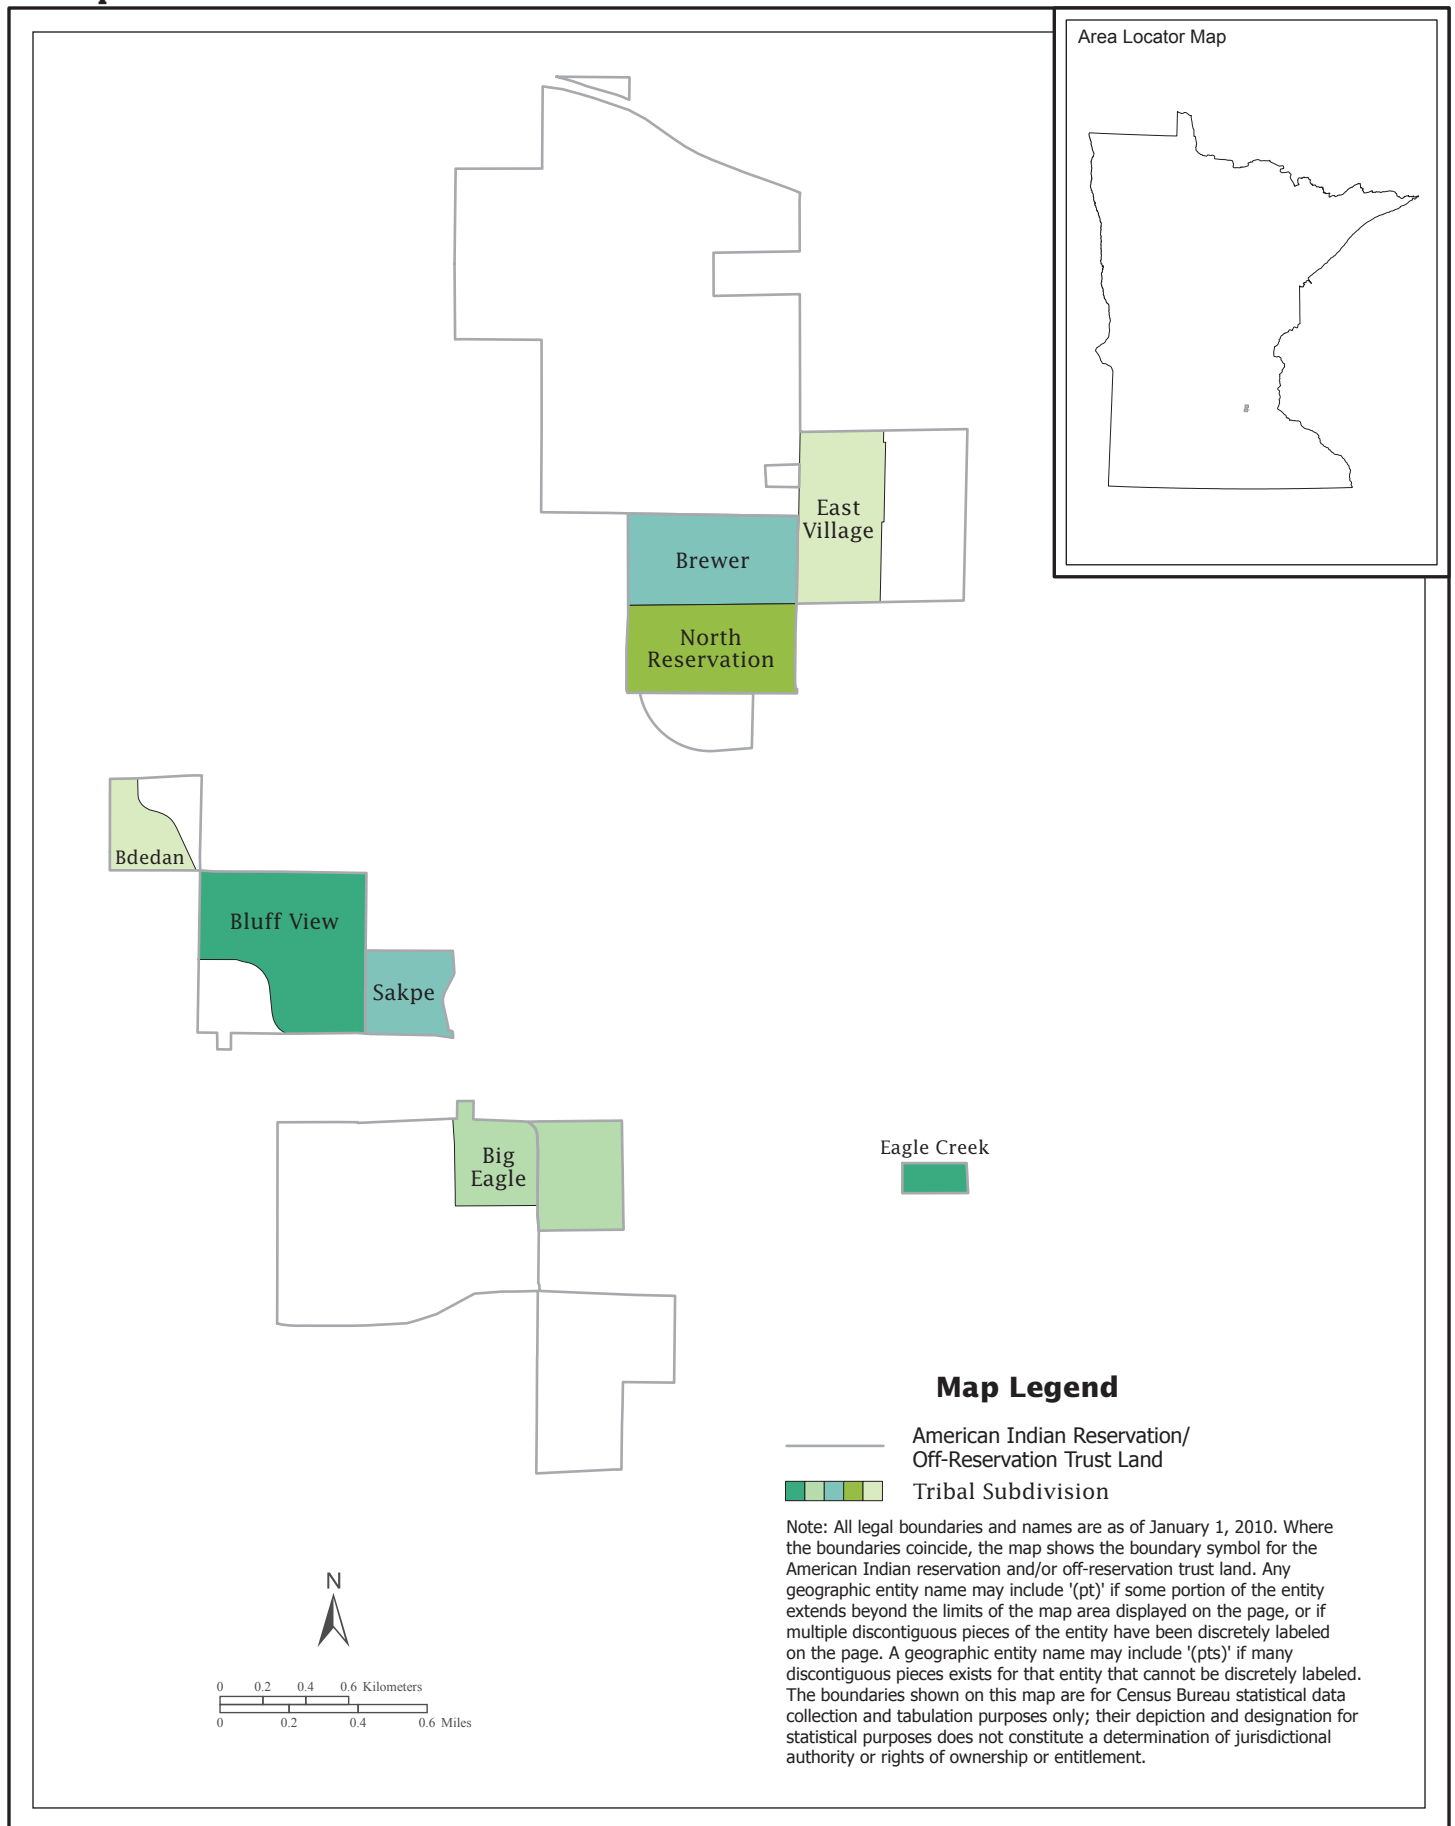 Area Locator Map
East
Village
Brewer
North
Reservation
Bdedan
Bluff View
Sakpe
Big
Eagle
Eagle Creek
Map Legend
American Indian Reservation/
Off-Reservation Trust Land
Tribal Subdivision
Note: All legal boundaries and names are as of January 1, 2010. Where
the boundaries coincide, the map shows the boundary symbol for the
American Indian reservation and/or off-reservation trust land. Any
geographic entity name may include '(pt)' if some portion of the entity
extends beyond the limits of the map area displayed on the page, or if
multiple discontiguous pieces of the entity have been discretely labeled
on the page. A geographic entity name may include '(pts)' if many
discontiguous pieces exists for that entity that cannot be discretely labeled.
The boundaries shown on this map are for Census Bureau statistical data
collection and tabulation purposes only; their depiction and designation for
statistical purposes does not constitute a determination of jurisdictional
authority or rights of ownership or entitlement.
N
0 0.2 0.4 0.6 Kilometers
0 0.2 0.4 0.6 Miles